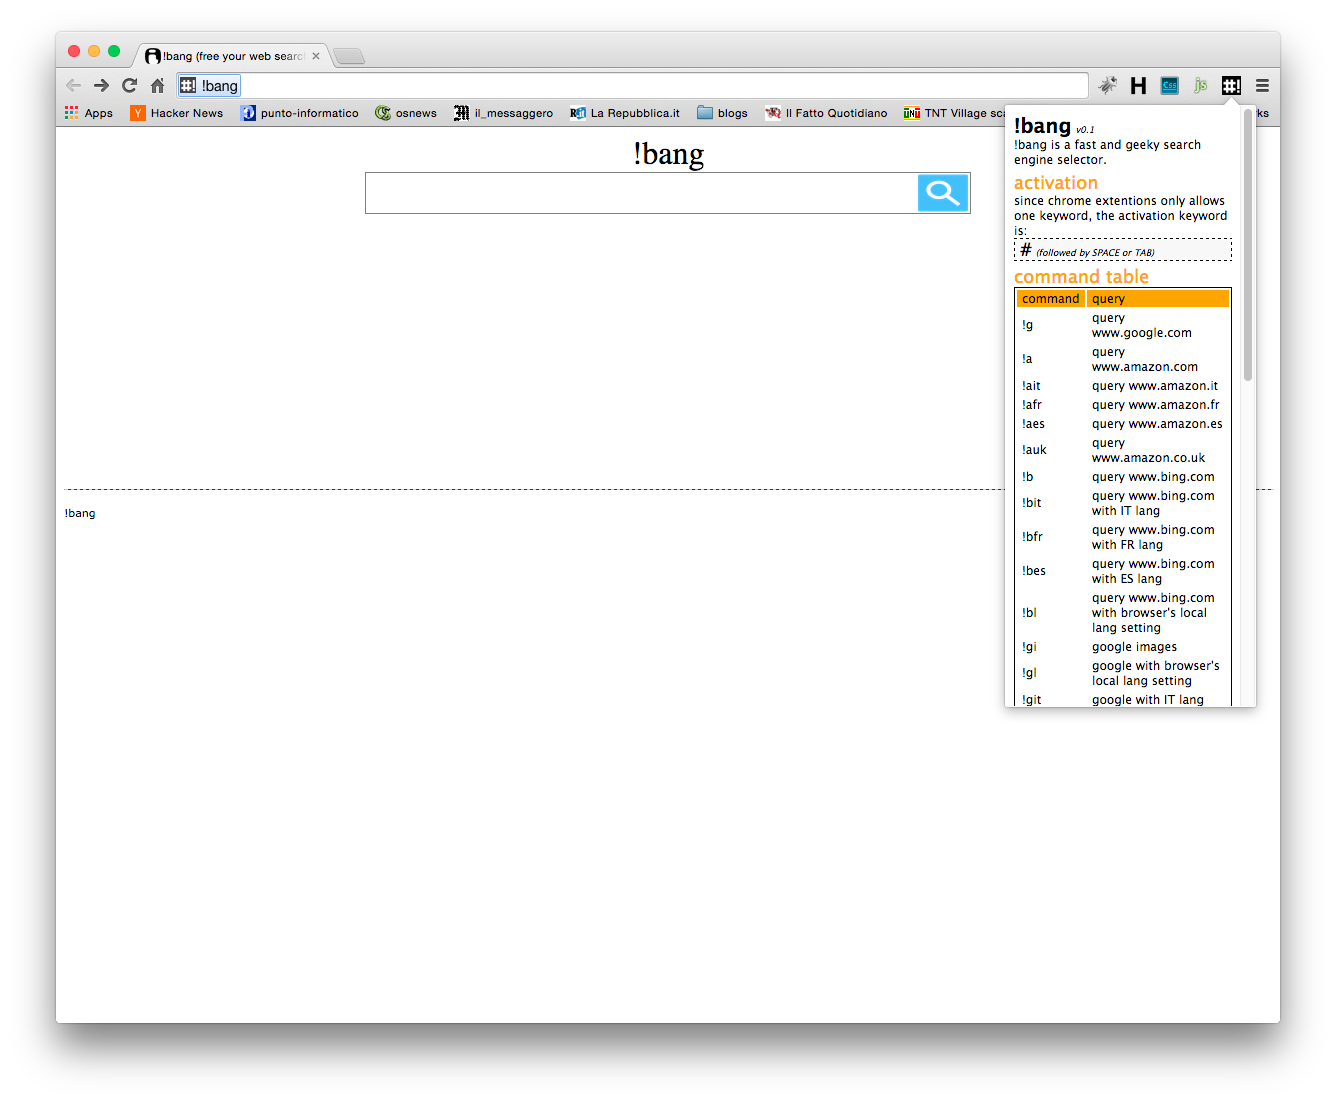 !bang (free your web searc
!bang
H
Css
js
#!
Apps
Y Hacker News
punto-informatico
osnews
il_messaggero
La Repubblica.it
blogs
Il Fatto Quotidiano
TNT TNT Village sca
ks
!bang
!bang
!bang v0.1
!bang is a fast and geeky search
engine selector.
activation
since chrome extentions only allows
one keyword, the activation keyword
is:
# (followed by SPACE or TAB)
command table
command query
!g query
www.google.com
!a query
www.amazon.com
!ait query www.amazon.it
!afr query www.amazon.fr
!aes query www.amazon.es
!auk query
www.amazon.co.uk
!b query www.bing.com
!bit query www.bing.com
with IT lang
!bfr query www.bing.com
with FR lang
!bes query www.bing.com
with ES lang
!bl query www.bing.com
with browser's local
lang setting
!gi google images
!gl google with browser's
local lang setting
!git google with IT lang